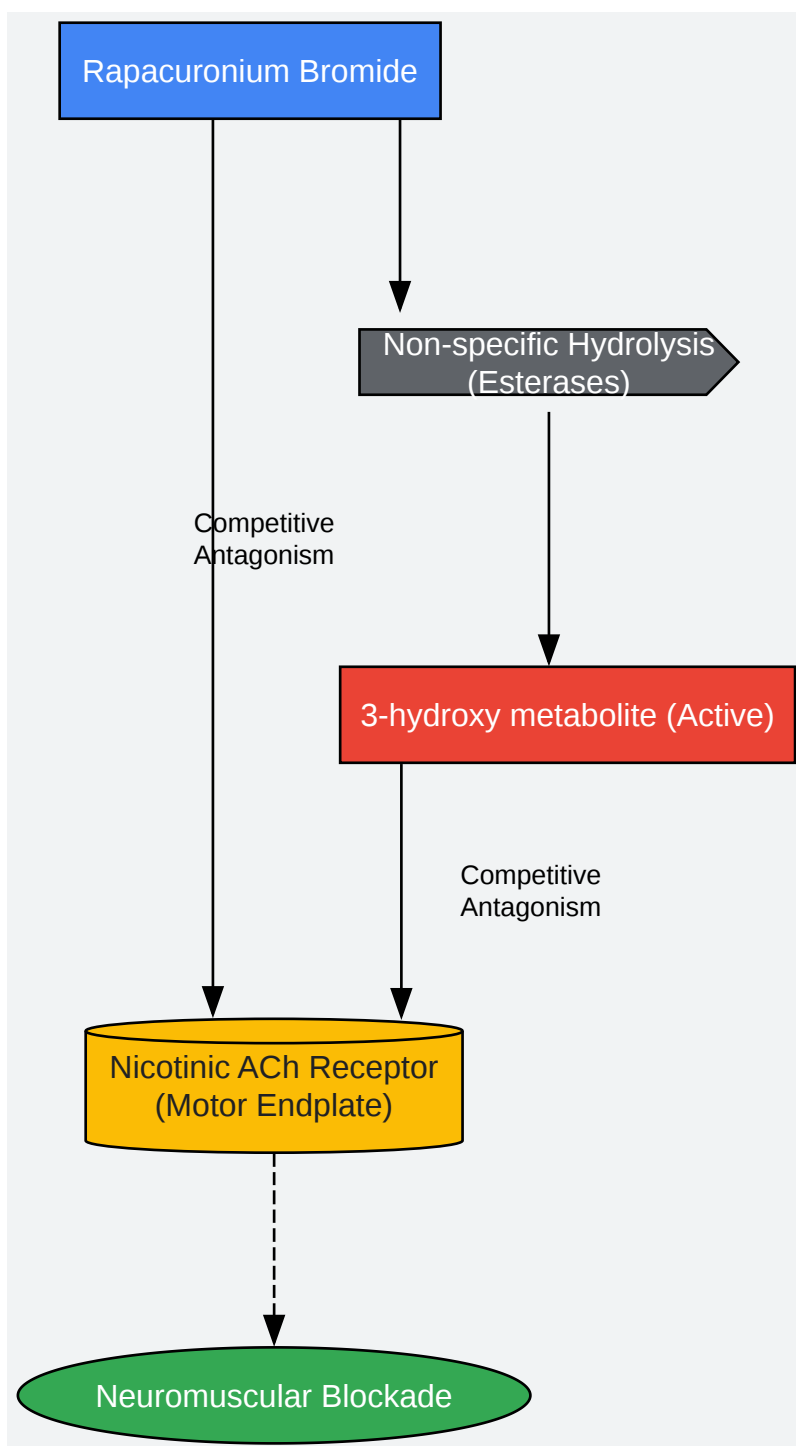 Rapacuronium Bromide
Non-specific Hydrolysis
(Esterases)
Competitive
Antagonism
3-hydroxy metabolite (Active)
Competitive
Antagonism
Nicotinic ACh Receptor
(Motor Endplate)
Neuromuscular Blockade